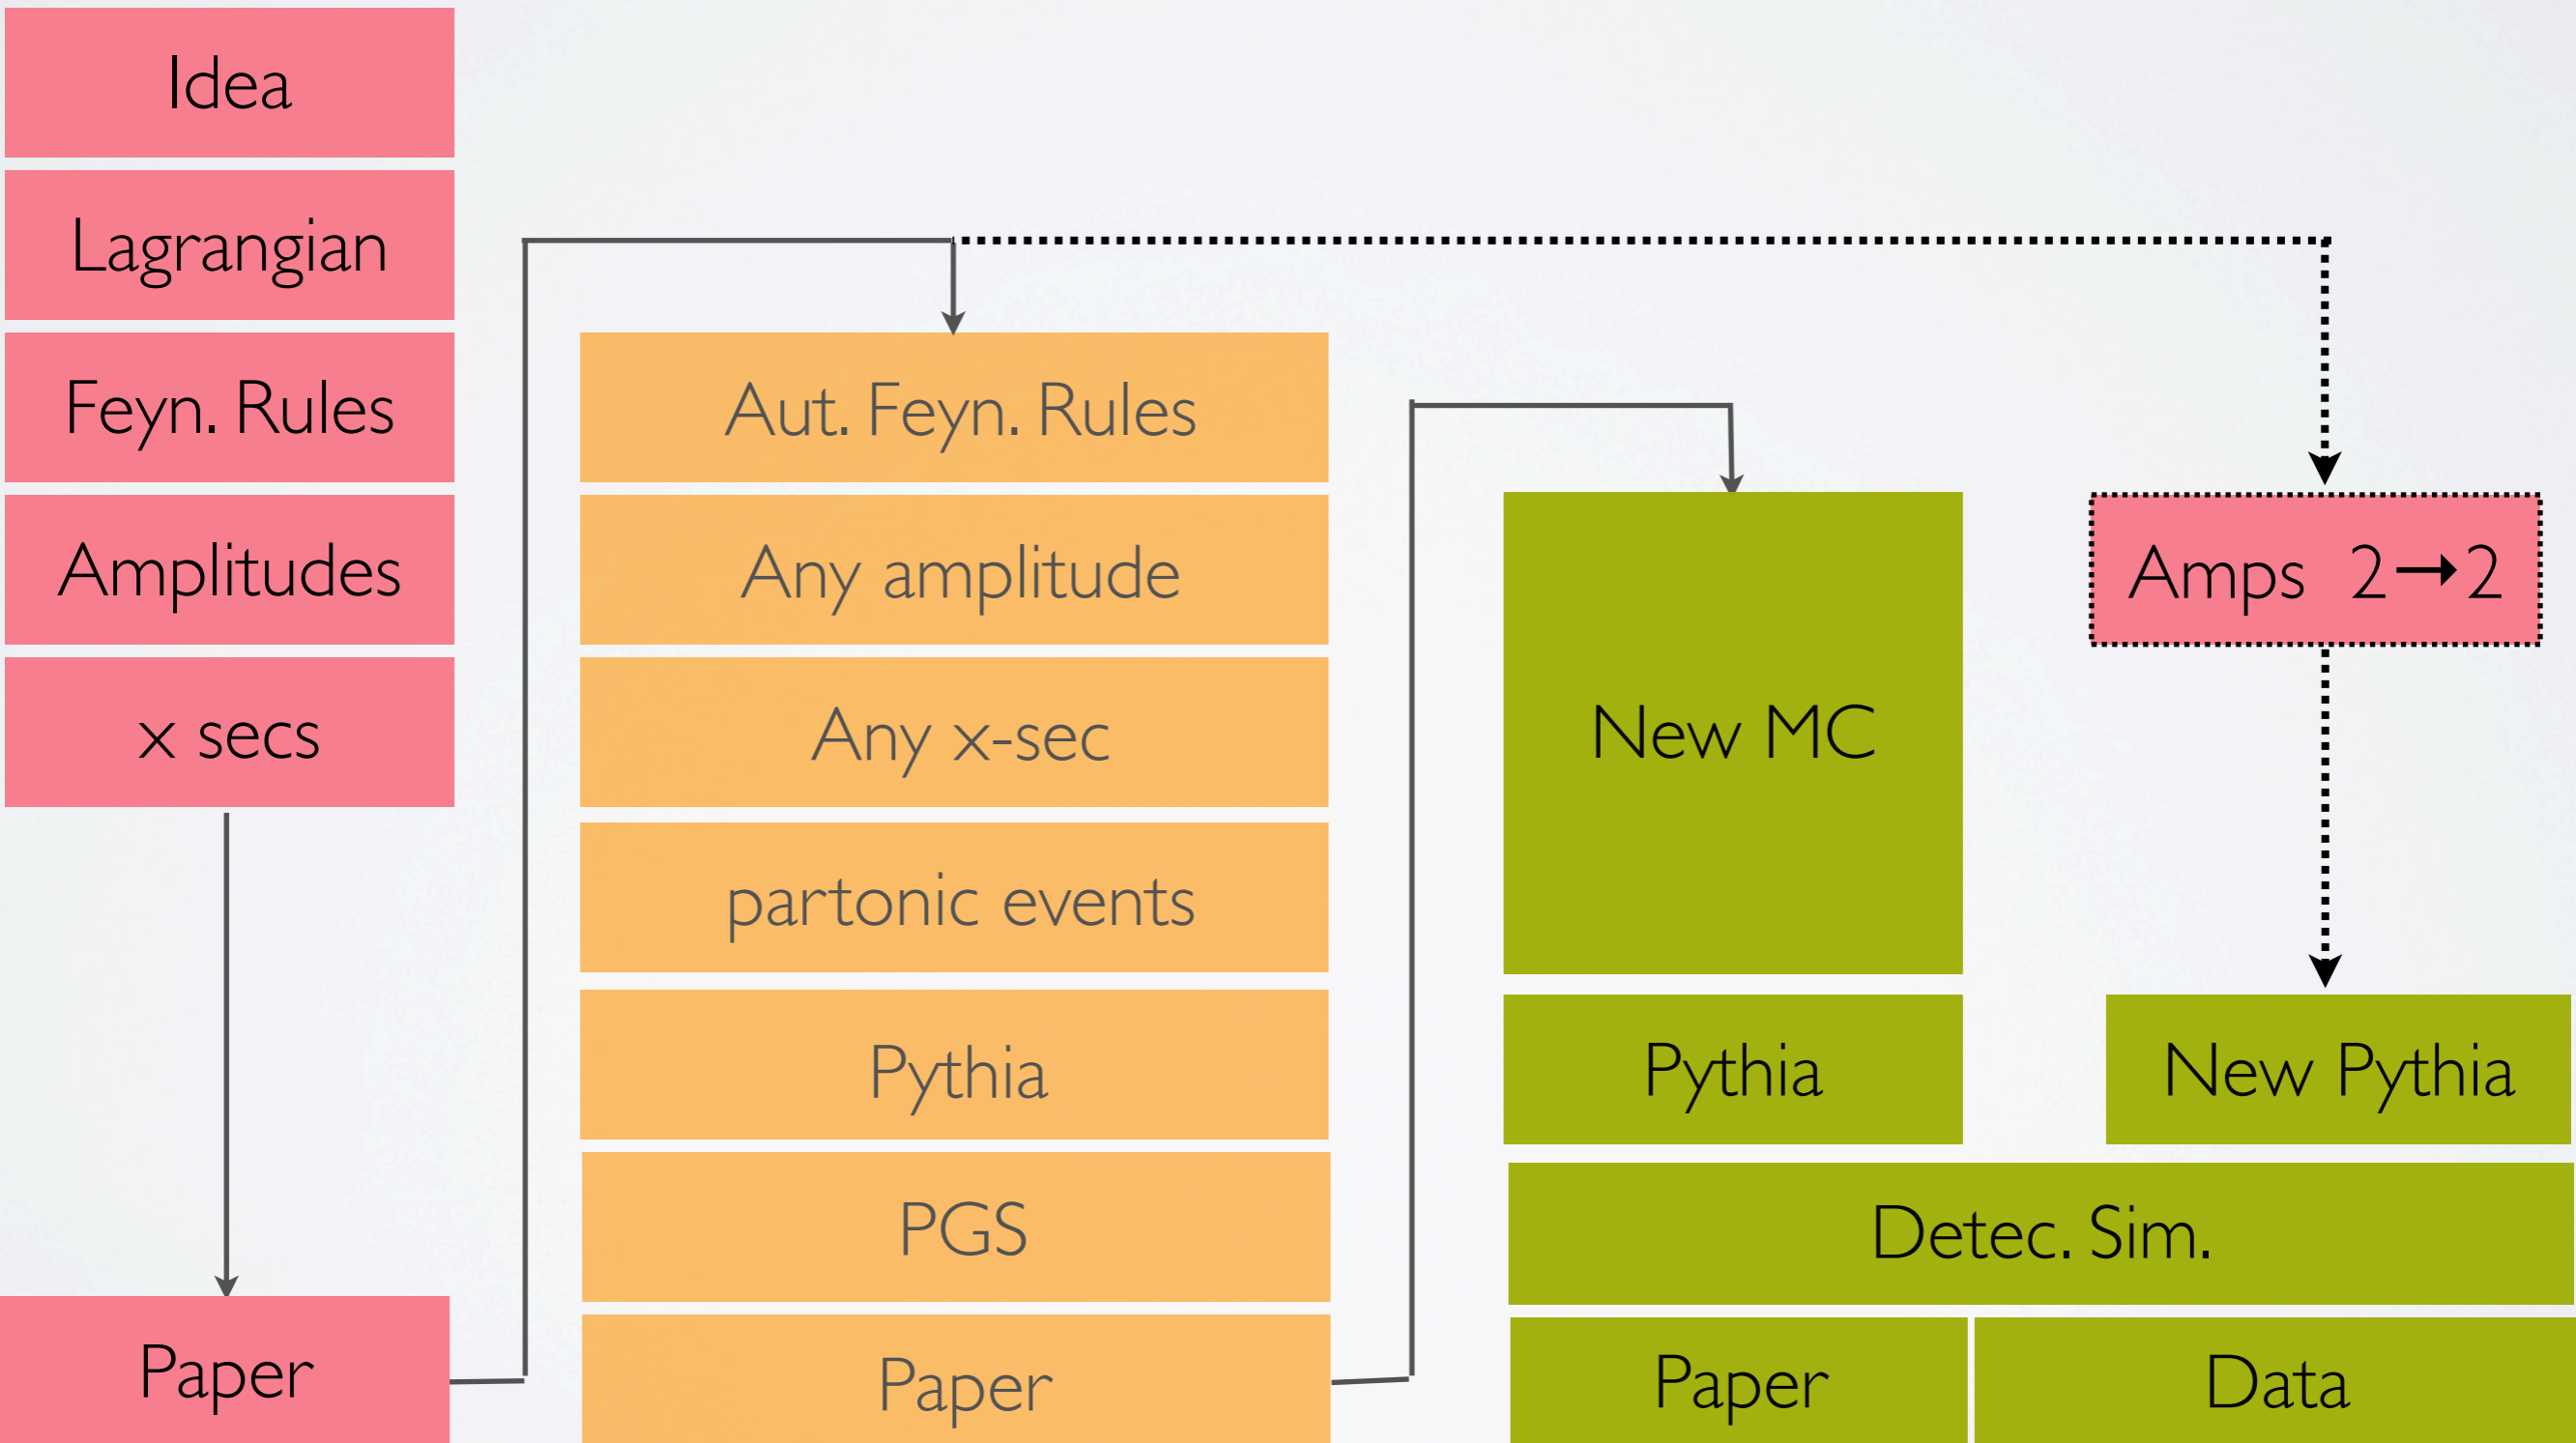 Idea
Lagrangian
Feyn. Rules
Amplitudes
x secs
Paper
Aut. Feyn. Rules
Any amplitude
Any x-sec
partonic events
Pythia
PGS
Paper
New MC
Pythia
Amps 2→2
New Pythia
Detec. Sim.
Paper
Data